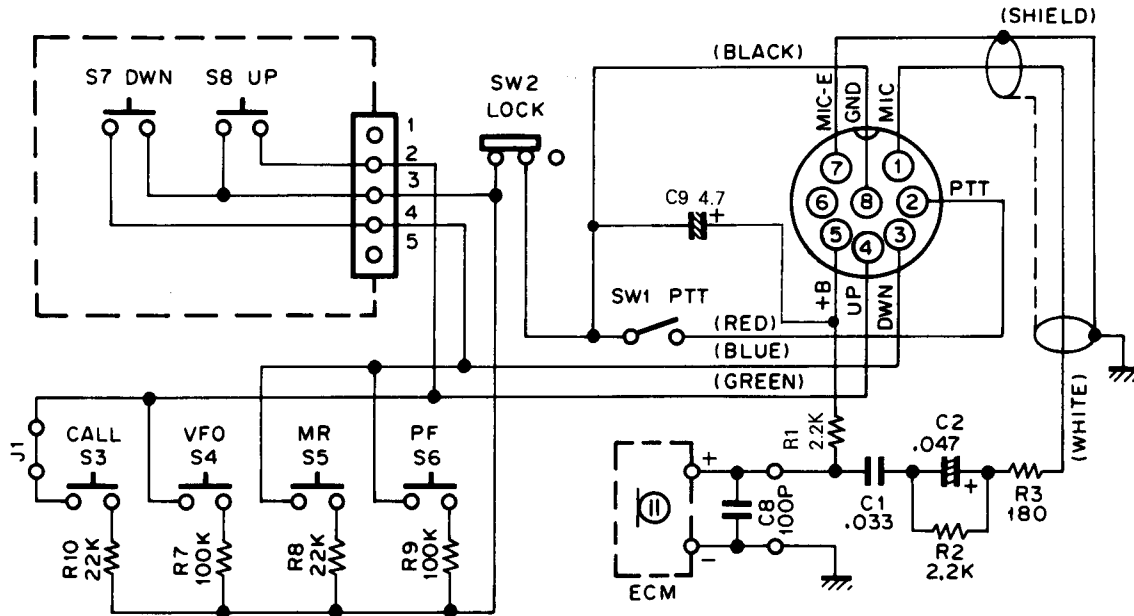 (SHIELD)
(BLACK)
S7 DWN
S8 UP
SW2
LOCK
1
2
3
4
5
MIC-E
GND
MIC
7
1
6
8
2
5
4
3
PTT
C9 4.7
+
+B
UP
DWN
SW1 PTT
(RED)
(BLUE)
(GREEN)
(WHITE)
J1
CALL
S3
VFO
S4
MR
S5
PF
S6
R10
22K
R7
100K
R8
22K
R9
100K
R1
2.2K
+
-
C8
100P
ECM
C1
.033
C2
.047
+
R2
2.2K
R3
180